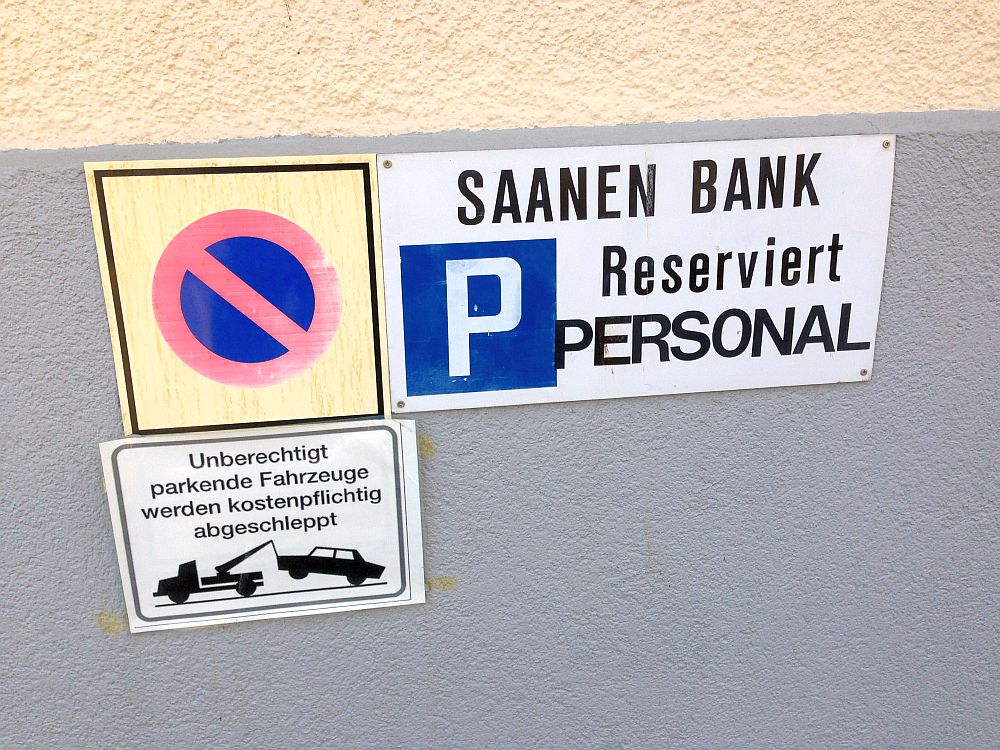 SAANEN BANK
P
Reserviert
PERSONAL
Unberechtigt
parkende Fahrzeuge
werden kostenpflichtig
abgeschleppt